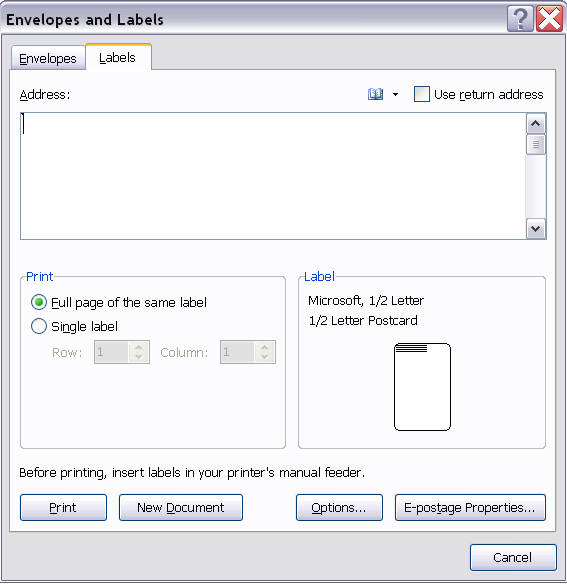 Envelopes and Labels
Envelopes Labels
Address: Use return address
Print Label
Full page of the same label Microsoft, 1/2 Letter
Single label 1/2 Letter Postcard
Row: 1 Column: 1
Before printing, insert labels in your printer's manual feeder.
Print New Document Options... E-postage Properties...
Cancel